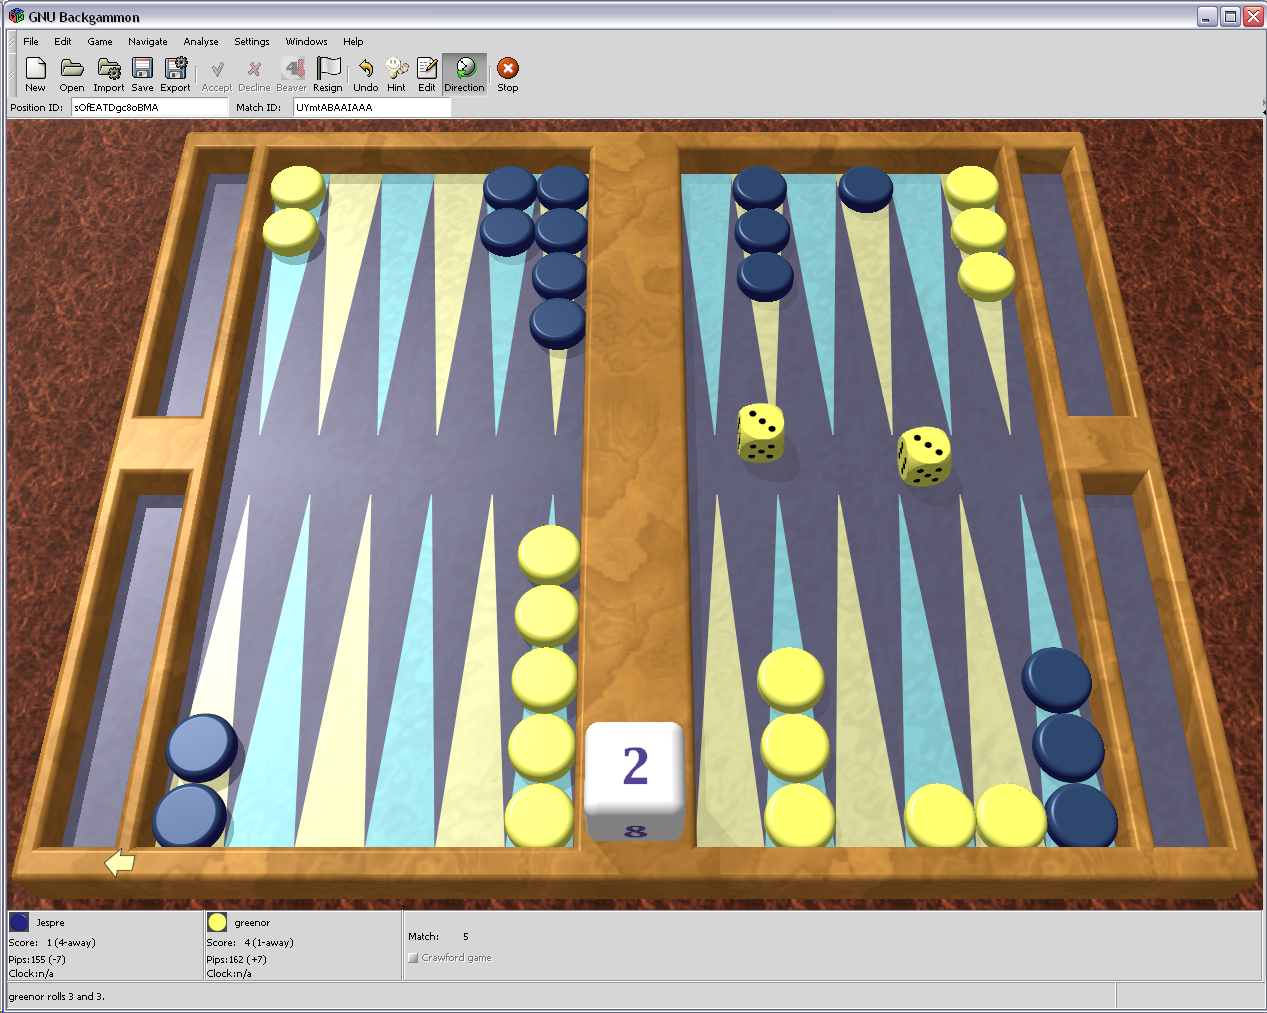 GNU Backgammon
File Edit Game Navigate Analyse Settings Windows Help
New Open Import Save Export Accept Decline Beaver Resign Undo Hint Edit Direction Stop
Position ID: sOfEATDgc8oBMA Match ID: UYmtABAAIAAA
2
8
Jespre greenor
Score: 1 (4-away) Score: 4 (1-away) Match: 5
Pips:155 (-7) Pips:162 (+7) Crawford game
Clock:n/a Clock:n/a
greenor rolls 3 and 3.